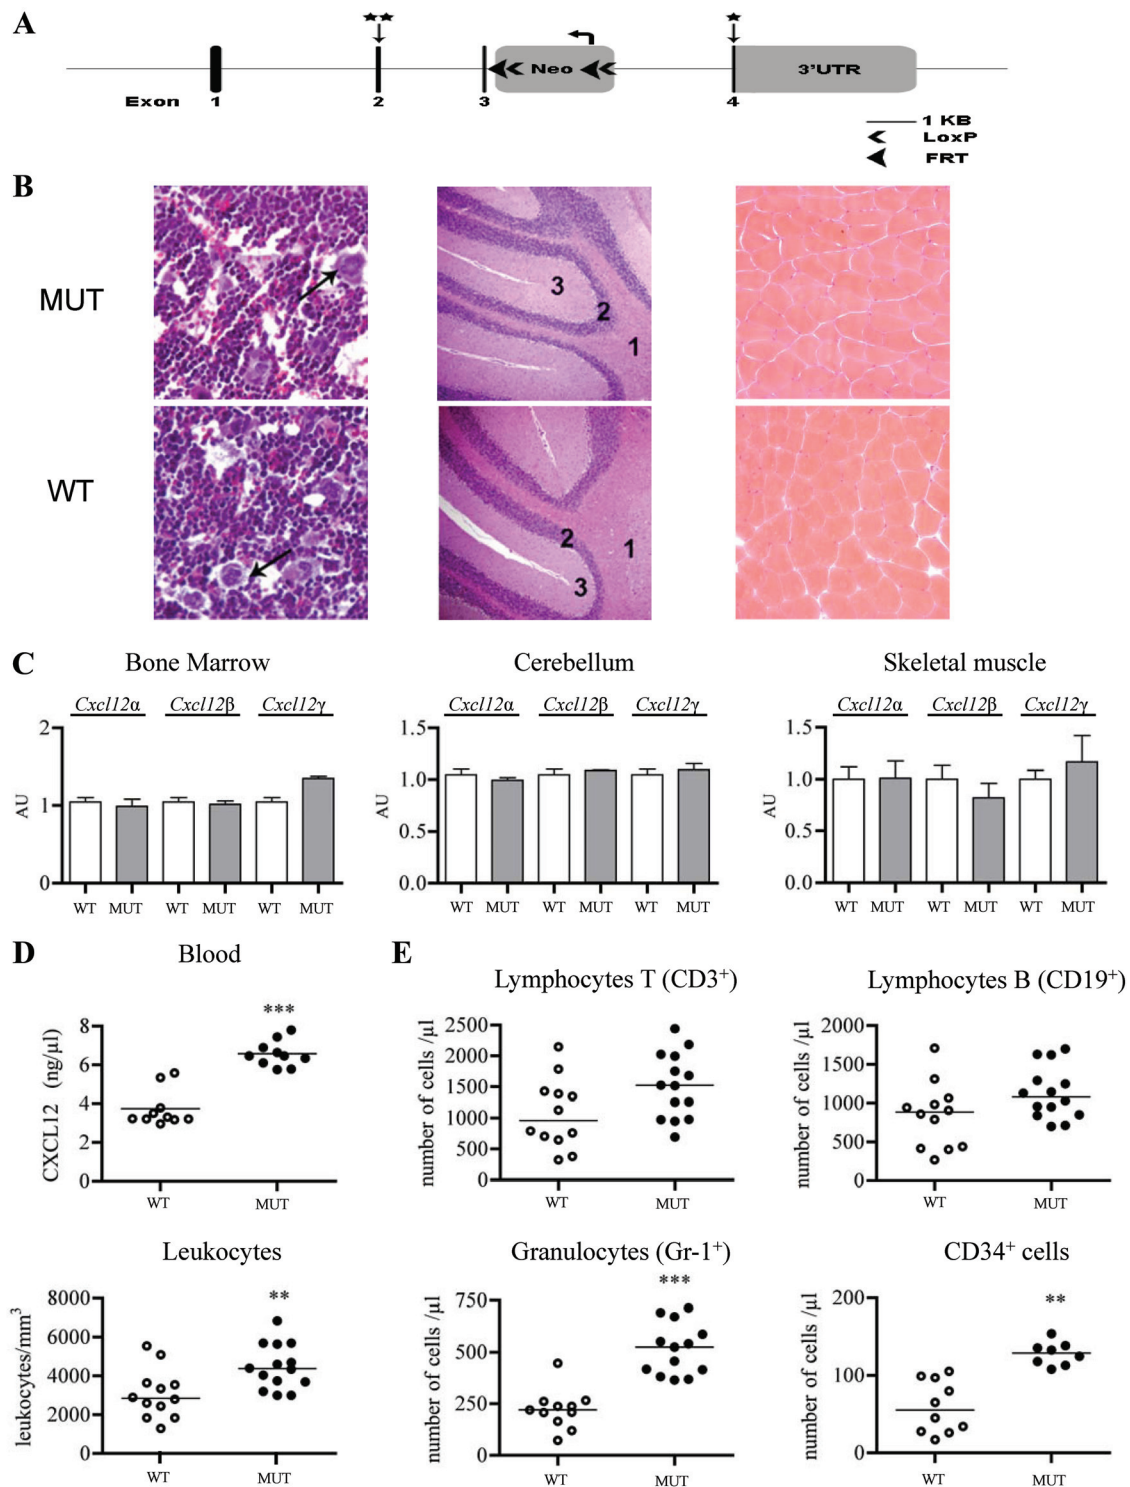 A
★★ ★
Neo 3'UTR
Exon 1 2 3 4
1 KB
LoxP
FRT
B
MUT
3
2
1
WT
2 1
3
C Bone Marrow Cerebellum Skeletal muscle
Cxcl12α Cxcl12β Cxcl12γ Cxcl12α Cxcl12β Cxcl12γ Cxcl12α Cxcl12β Cxcl12γ
2 1.5 1.5
1 1.0 1.0
AU AU AU
0.5 0.5
0 0.0 0.0
WT MUT WT MUT WT MUT WT MUT WT MUT WT MUT WT MUT WT MUT WT MUT
D Blood E
Lymphocytes T (CD3+) Lymphocytes B (CD19+)
***
CXCL12 (ng/µl)
8
6
4
2
0
WT MUT
number of cells /µl
2500
2000
1500
1000
500
0
WT MUT
number of cells /µl
2000
1500
1000
500
0
WT MUT
Leukocytes
**
leukocytes/mm3
8000
6000
4000
2000
0
WT MUT
Granulocytes (Gr-1+)
***
number of cells /µl
750
500
250
0
WT MUT
CD34+ cells
**
number of cells /µl
200
100
0
WT MUT